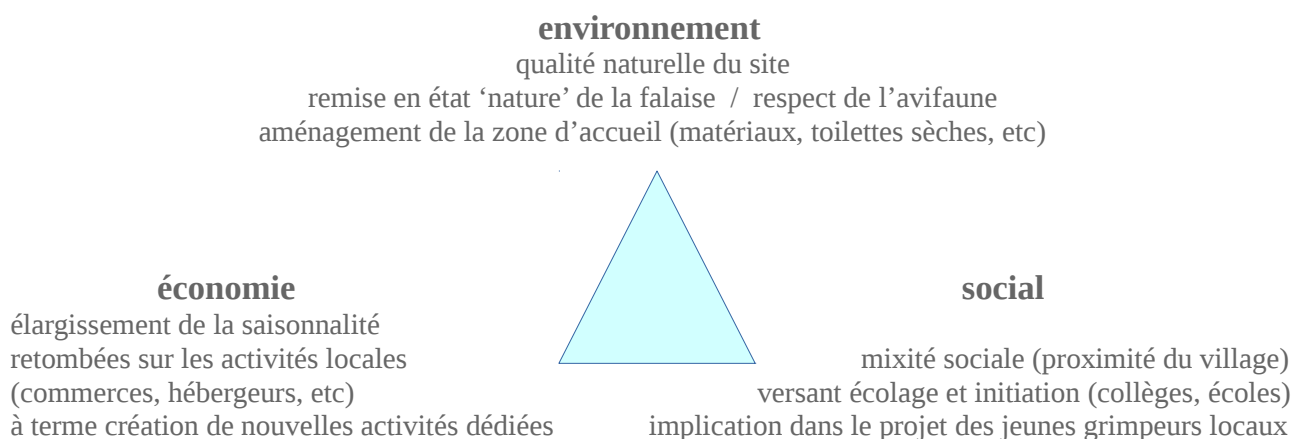 environnement
qualité naturelle du site
remise en état ‘nature’ de la falaise / respect de l’avifaune
aménagement de la zone d’accueil (matériaux, toilettes sèches, etc)
économie
élargissement de la saisonnalité
retombées sur les activités locales
(commerces, hébergeurs, etc)
à terme création de nouvelles activités dédiées
social
mixité sociale (proximité du village)
versant écolage et initiation (collèges, écoles)
implication dans le projet des jeunes grimpeurs locaux